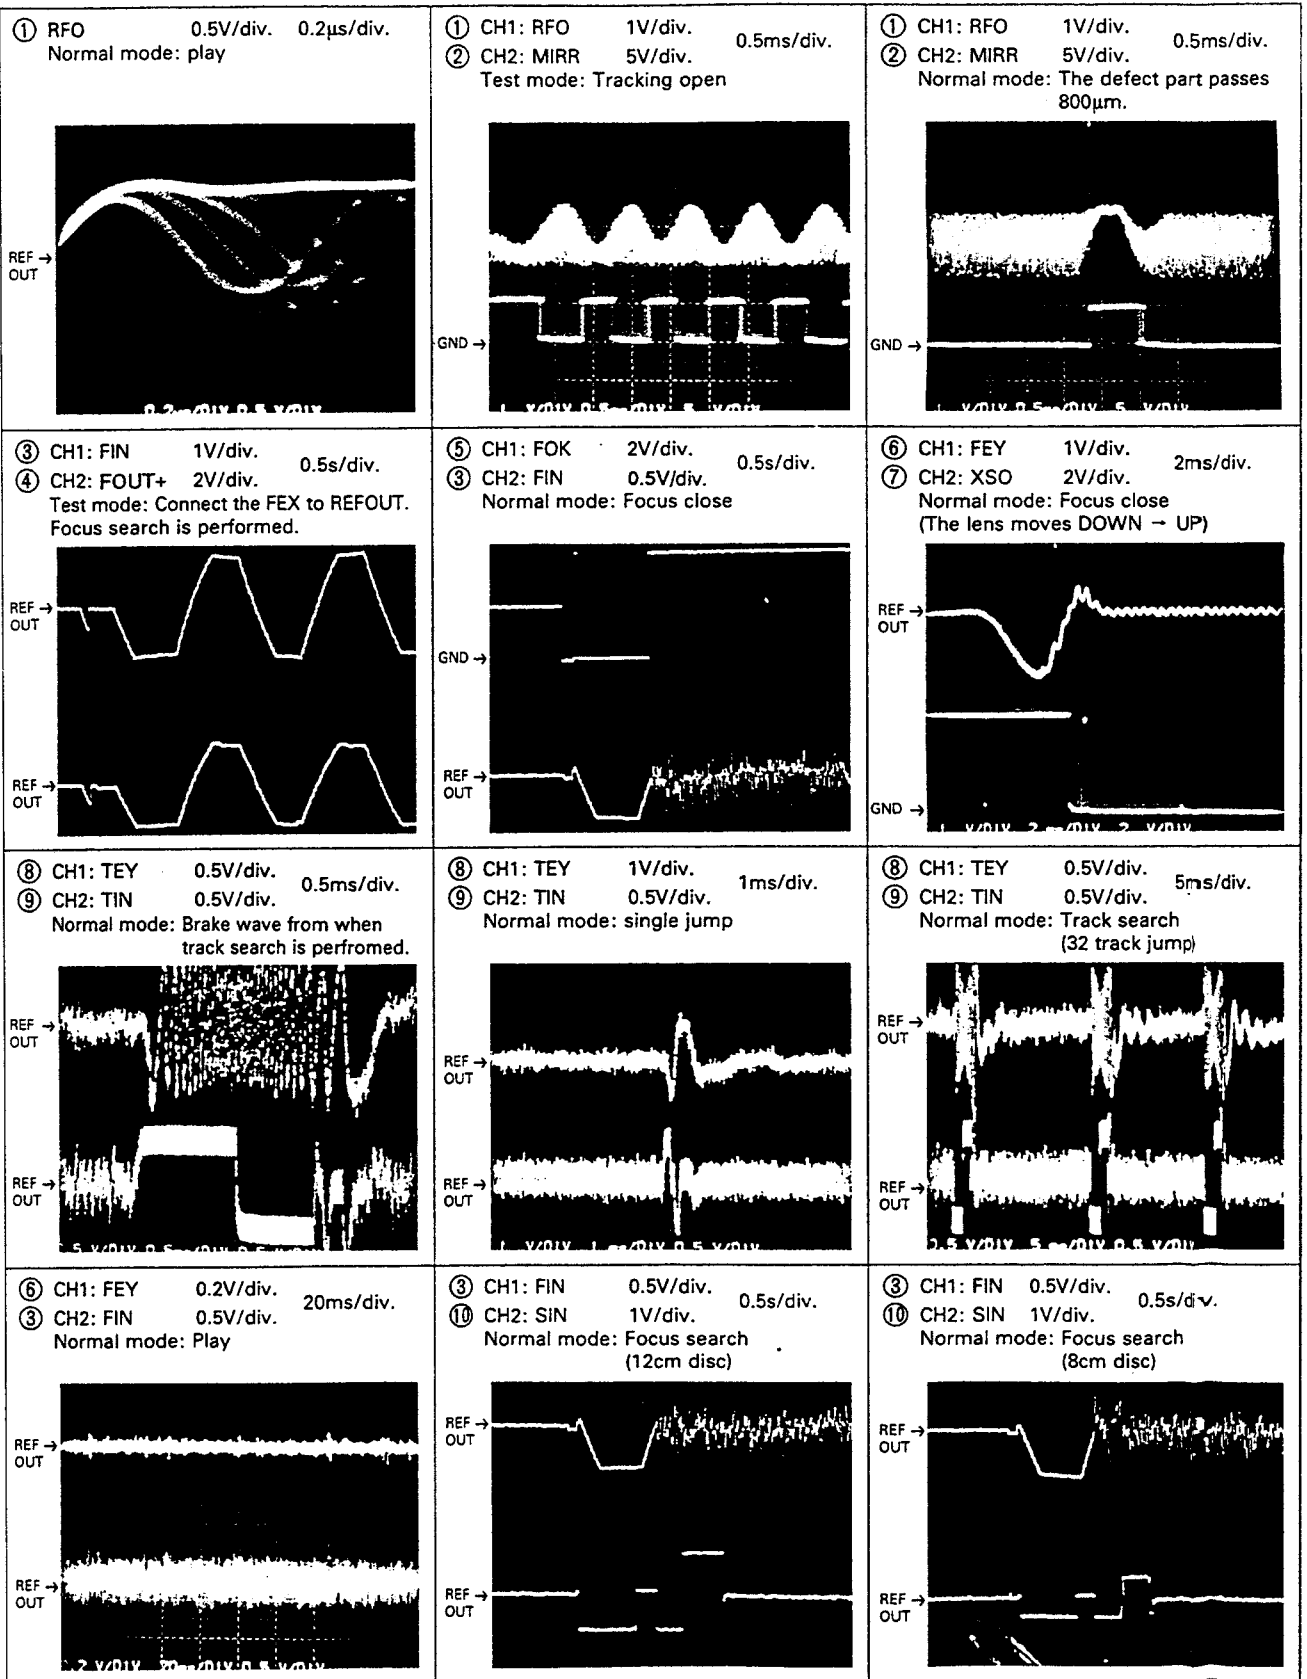 ① RFO 0.5V/div. 0.2µs/div.
Normal mode: play
REF →
OUT
0.2µs/DIV 0.5 V/DIV
① CH1: RFO 1V/div.
0.5ms/div.
② CH2: MIRR 5V/div.
Test mode: Tracking open
GND →
① CH1: RFO 1V/div.
0.5ms/div.
② CH2: MIRR 5V/div.
Normal mode: The defect part passes
800µm.
GND →
③ CH1: FIN 1V/div.
0.5s/div.
④ CH2: FOUT+ 2V/div.
Test mode: Connect the FEX to REFOUT.
Focus search is performed.
REF →
OUT
REF →
OUT
⑤ CH1: FOK 2V/div.
0.5s/div.
③ CH2: FIN 0.5V/div.
Normal mode: Focus close
GND →
REF →
OUT
⑥ CH1: FEY 1V/div.
2ms/div.
⑦ CH2: XSO 2V/div.
Normal mode: Focus close
(The lens moves DOWN → UP)
REF →
OUT
GND →
⑧ CH1: TEY 0.5V/div.
0.5ms/div.
⑨ CH2: TIN 0.5V/div.
Normal mode: Brake wave from when
track search is perfromed.
REF →
OUT
REF →
OUT
⑧ CH1: TEY 1V/div.
1ms/div.
⑨ CH2: TIN 0.5V/div.
Normal mode: single jump
REF →
OUT
REF →
OUT
⑧ CH1: TEY 0.5V/div.
5ms/div.
⑨ CH2: TIN 0.5V/div.
Normal mode: Track search
(32 track jump)
REF →
OUT
REF →
OUT
⑥ CH1: FEY 0.2V/div.
20ms/div.
③ CH2: FIN 0.5V/div.
Normal mode: Play
REF →
OUT
REF →
OUT
③ CH1: FIN 0.5V/div.
0.5s/div.
⑩ CH2: SIN 1V/div.
Normal mode: Focus search
(12cm disc)
REF →
OUT
REF →
OUT
③ CH1: FIN 0.5V/div.
0.5s/div.
⑩ CH2: SIN 1V/div.
Normal mode: Focus search
(8cm disc)
REF →
OUT
REF →
OUT